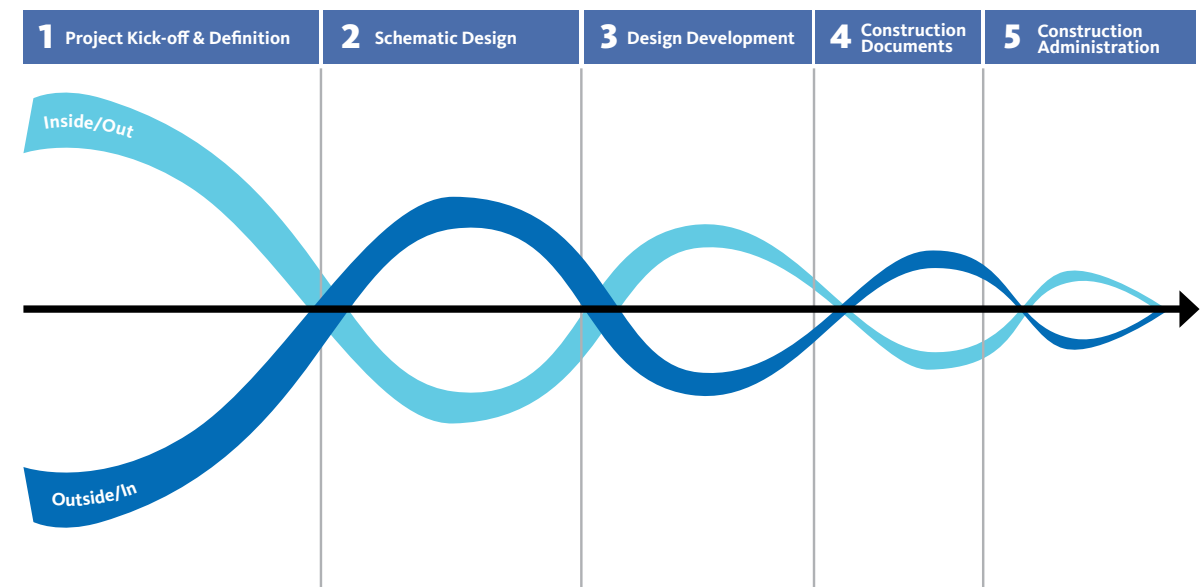 1 Project Kick-off & Definition
2 Schematic Design
3 Design Development
4 Construction
Documents
5 Construction
Administration
Inside/Out
Outside/In